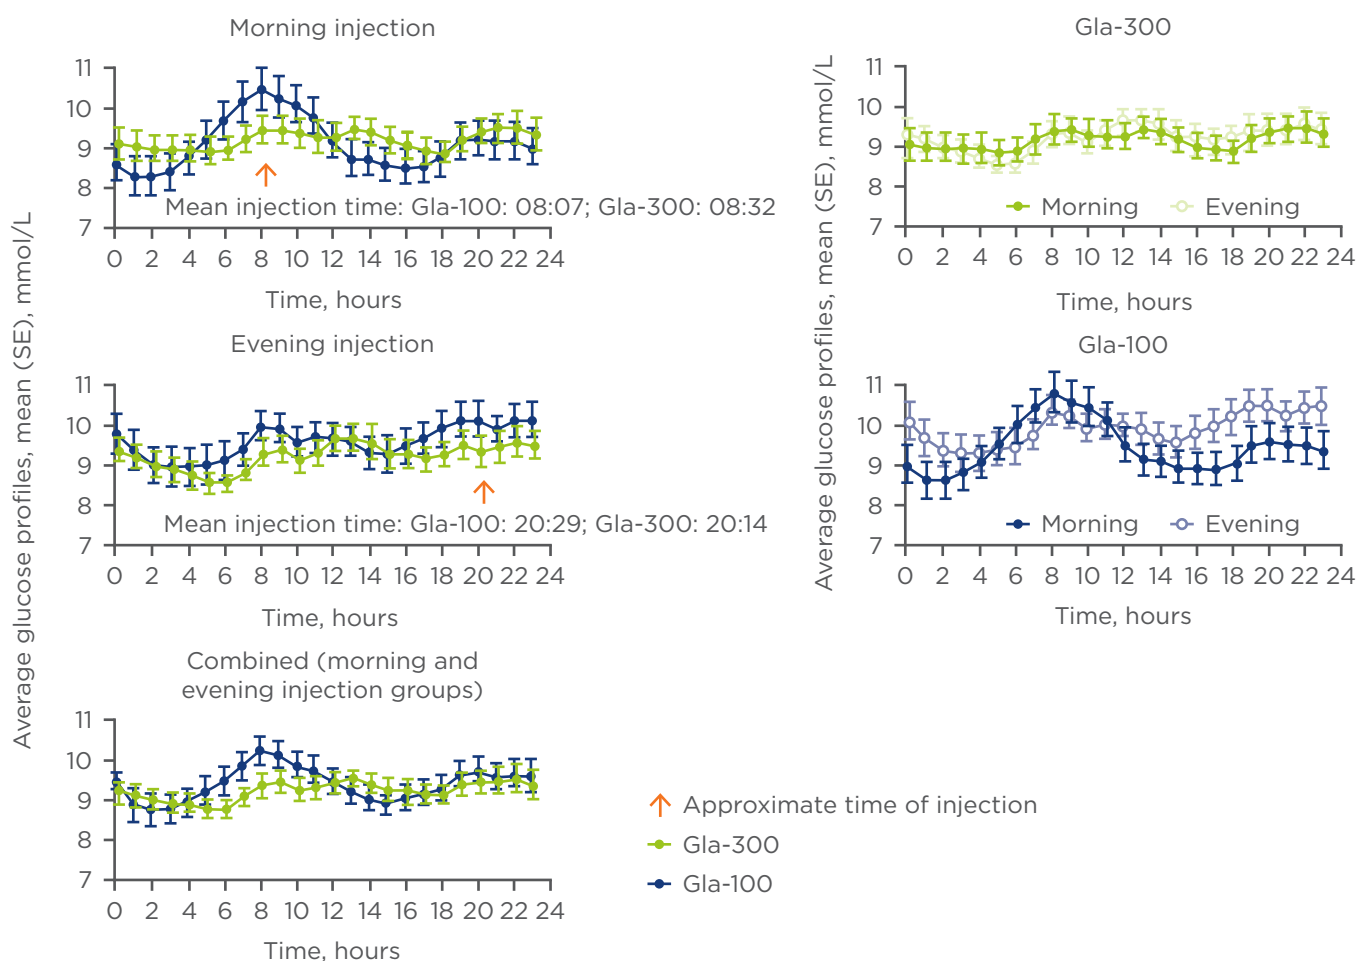 Average glucose profiles, mean (SE), mmol/L
Morning injection
11
10
9
8
7
Mean injection time: Gla-100: 08:07; Gla-300: 08:32
0 2 4 6 8 10 12 14 16 18 20 22 24
Time, hours
Evening injection
11
10
9
8
7
Mean injection time: Gla-100: 20:29; Gla-300: 20:14
0 2 4 6 8 10 12 14 16 18 20 22 24
Time, hours
Combined (morning and
evening injection groups)
11
10
9
8
7
0 2 4 6 8 10 12 14 16 18 20 22 24
Time, hours
Average glucose profiles, mean (SE), mmol/L
Gla-300
11
10
9
8
7
Morning Evening
0 2 4 6 8 10 12 14 16 18 20 22 24
Time, hours
Gla-100
11
10
9
8
7
Morning Evening
0 2 4 6 8 10 12 14 16 18 20 22 24
Time, hours
Approximate time of injection
Gla-300
Gla-100